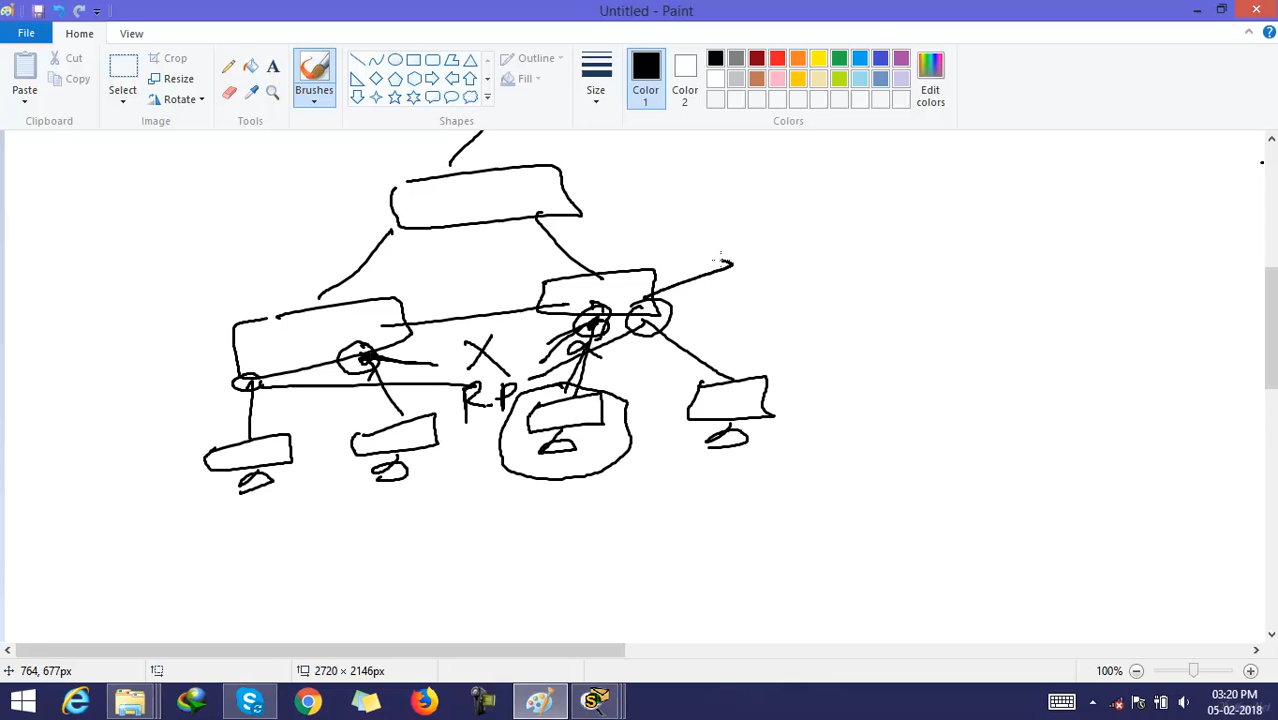 Untitled - Paint
File
Home
View
Paste
Cut
Copy
Clipboard
Select
Crop
Resize
Rotate
Image
Tools
Brushes
Shapes
Outline
Fill
Size
Color 1
Color 2
Edit colors
Colors
X
R.P
764, 677px
2720 × 2146px
100%
03:20 PM
05-02-2018